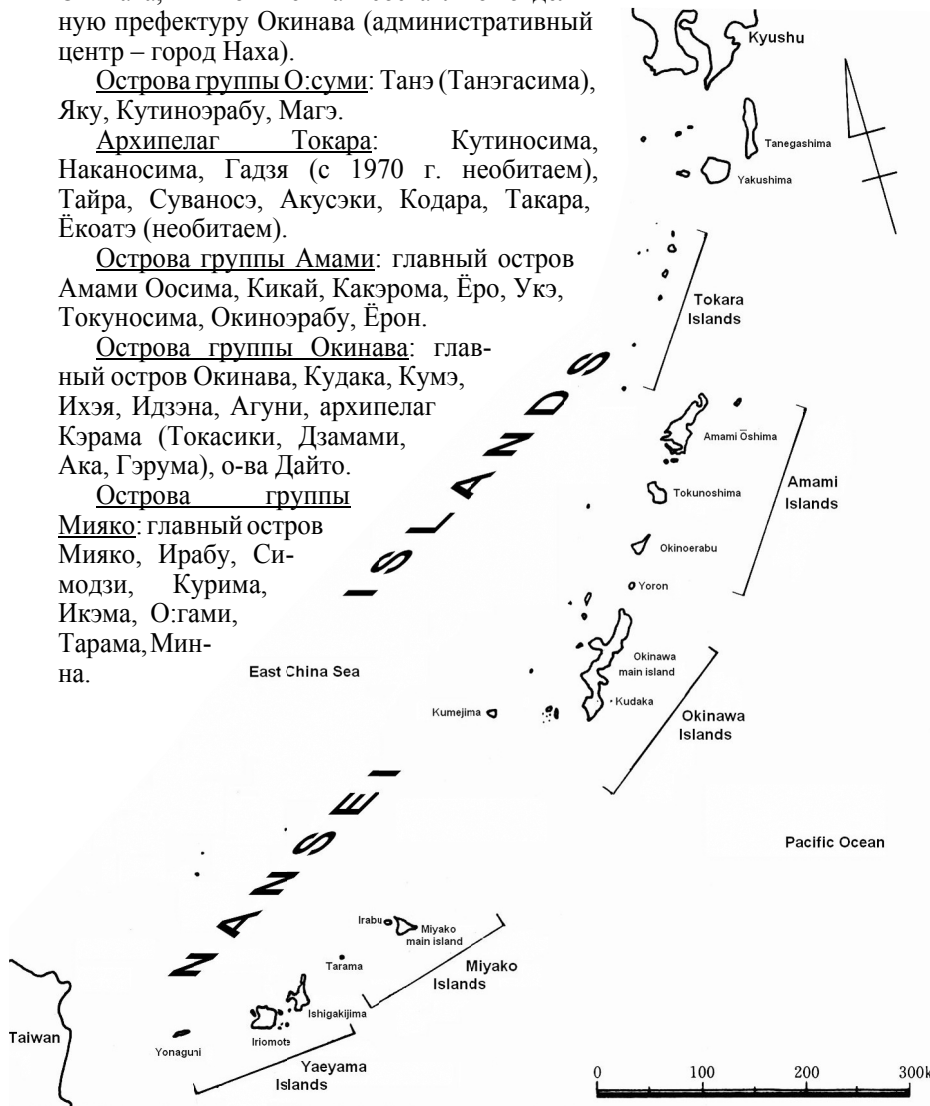 ную префектуру Окинава (административный
центр – город Наха).
Острова группы О:суми: Танэ (Танэгасима),
Яку, Кутиноэрабу, Магэ.
Архипелаг Токара: Кутиносима,
Наканосима, Гадзя (с 1970 г. необитаем),
Тайра, Суваносэ, Акусэки, Кодара, Такара,
Ёкоатэ (необитаем).
Острова группы Амами: главный остров
Амами Оосима, Кикай, Какэрома, Ёро, Укэ,
Токуносима, Окиноэрабу, Ёрон.
Острова группы Окинава: глав-
ный остров Окинава, Кудака, Кумэ,
Ихэя, Идзэна, Агуни, архипелаг
Кэрама (Токасики, Дзамами,
Ака, Гэрума), о-ва Дайто.
Острова группы
Мияко: главный остров
Мияко, Ирабу, Си-
модзи, Курима,
Икэма, О:гами,
Тарама, Мин-
на.
Kyushu
Tanegashima
Yakushima
Tokara
Islands
Amami Ōshima
Tokunoshima
Amami
Islands
Okinoerabu
Yoron
Okinawa
main island
Kudaka
Kumejima
Okinawa
Islands
East China Sea
NANSEI ISLANDS
Pacific Ocean
Irabu
Miyako
main island
Tarama
Miyako
Islands
Ishigakijima
Iriomote
Yonaguni
Yaeyama
Islands
Taiwan
0 100 200 300k